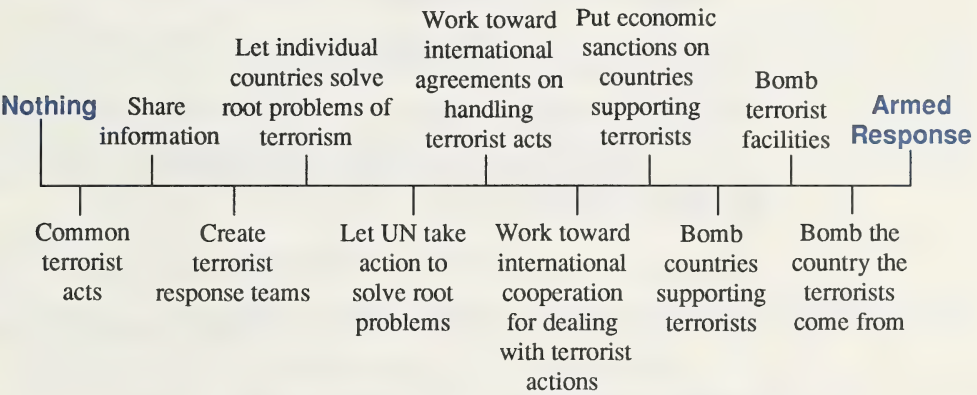 Nothing
Share
information
Let individual
countries solve
root problems of
terrorism
Work toward
international
agreements on
handling
terrorist acts
Put economic
sanctions on
countries
supporting
terrorists
Bomb
terrorist
facilities
Armed
Response
Common
terrorist
acts
Create
terrorist
response teams
Let UN take
action to
solve root
problems
Work toward
international
cooperation
for dealing
with terrorist
actions
Bomb
countries
supporting
terrorists
Bomb the
country the
terrorists
come from